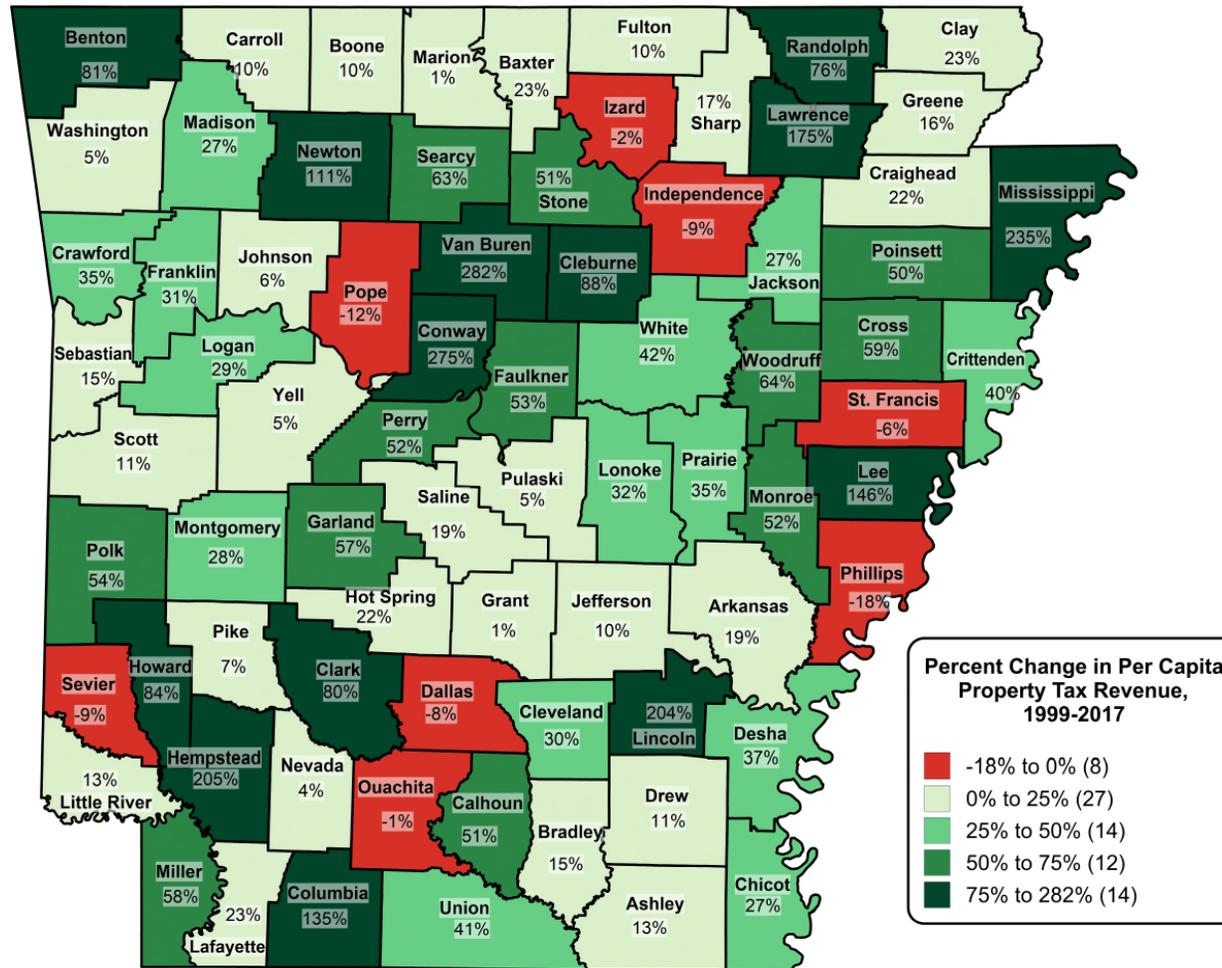 Benton
81%
Carroll
10%
Boone
10%
Marion
1%
Baxter
23%
Fulton
10%
Randolph
76%
Clay
23%
Washington
5%
Madison
27%
Newton
111%
Searcy
63%
51%
Stone
Izard
-2%
17%
Sharp
Lawrence
175%
Greene
16%
Craighead
22%
Mississippi
235%
Independence
-9%
Crawford
35%
Franklin
31%
Johnson
6%
Pope
-12%
Van Buren
282%
Cleburne
88%
27%
Jackson
Poinsett
50%
Sebastian
15%
Logan
29%
Conway
275%
White
42%
Woodruff
64%
Cross
59%
Crittenden
40%
Yell
5%
Faulkner
53%
St. Francis
-6%
Scott
11%
Perry
52%
Pulaski
5%
Lonoke
32%
Prairie
35%
Monroe
52%
Lee
146%
Saline
19%
Garland
57%
Montgomery
28%
Polk
54%
Phillips
-18%
Hot Spring
22%
Grant
1%
Jefferson
10%
Arkansas
19%
Pike
7%
Howard
84%
Clark
80%
Sevier
-9%
Dallas
-8%
Cleveland
30%
204%
Lincoln
Desha
37%
Hempstead
205%
Nevada
4%
13%
Little River
Ouachita
-1%
Calhoun
51%
Bradley
15%
Drew
11%
Miller
58%
23%
Lafayette
Columbia
135%
Union
41%
Ashley
13%
Chicot
27%
Percent Change in Per Capita
Property Tax Revenue,
1999-2017
-18% to 0% (8)
0% to 25% (27)
25% to 50% (14)
50% to 75% (12)
75% to 282% (14)